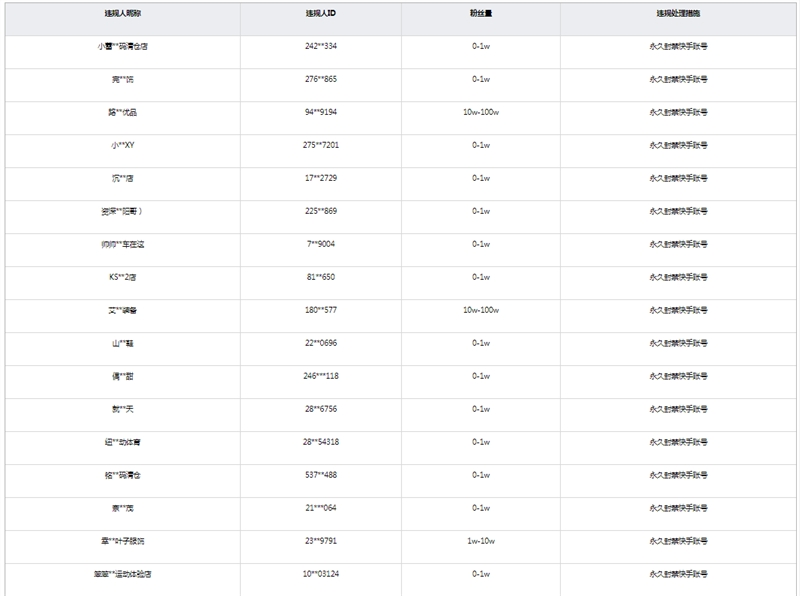 违规人昵称 违规人ID 粉丝量 违规处理措施
小**码清仓店 242**334 0-1w 永久封禁快手账号
**饰 276**865 0-1w 永久封禁快手账号
路**优品 94**9194 10w-100w 永久封禁快手账号
小**XY 275**7201 0-1w 永久封禁快手账号
沉**店 17**2729 0-1w 永久封禁快手账号
资深**阳哥） 225**869 0-1w 永久封禁快手账号
帅帅**车在这 7**9004 0-1w 永久封禁快手账号
KS**2店 81**650 0-1w 永久封禁快手账号
艾**装备 180**577 10w-100w 永久封禁快手账号
山**鞋 22**0696 0-1w 永久封禁快手账号
偶**甜 246***118 0-1w 永久封禁快手账号
就**天 28**6756 0-1w 永久封禁快手账号
纽**动体育 28**54318 0-1w 永久封禁快手账号
铭**码清仓 537**488 0-1w 永久封禁快手账号
**茂 21***064 0-1w 永久封禁快手账号
**叶子靓妈 23**9791 1w-10w 永久封禁快手账号
笨笨**运动体验店 10**03124 0-1w 永久封禁快手账号